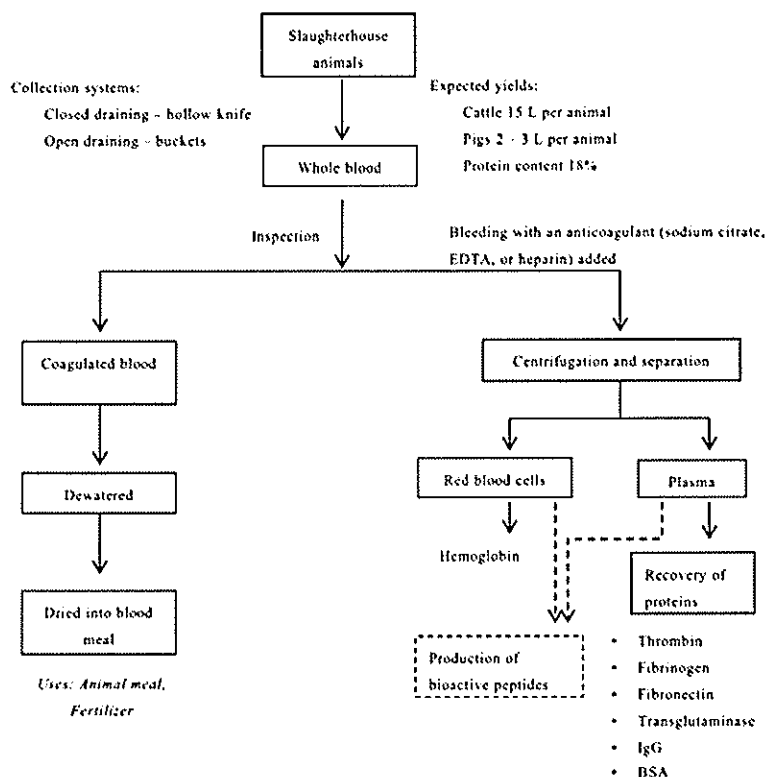 Slaughterhouse
animals
Collection systems:
Closed draining - hollow knife
Open draining - buckets
Expected yields:
Cattle 15 L per animal
Pigs 2 - 3 L per animal
Protein content 18%
Whole blood
Inspection
Bleeding with an anticoagulant (sodium citrate,
EDTA, or heparin) added
Coagulated blood
Centrifugation and separation
Dewatered
Red blood cells
Plasma
Hemoglobin
Recovery of
proteins
Dried into blood
meal
Production of
bioactive peptides
Uses: Animal meal,
Fertilizer
• Thrombin
• Fibrinogen
• Fibronectin
• Transglutaminase
• IgG
• BSA